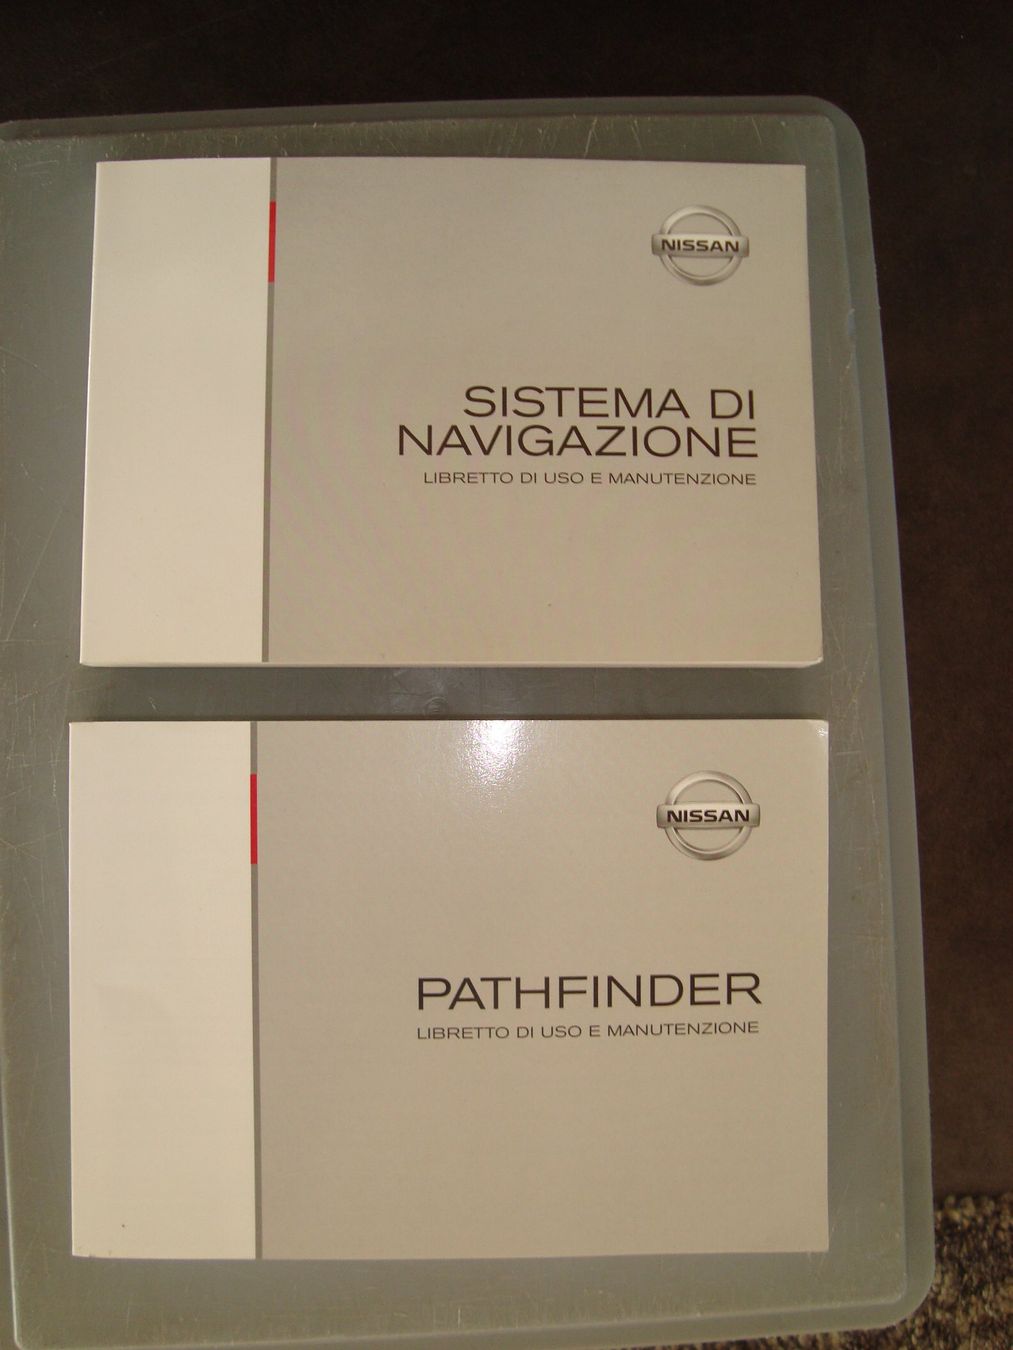 NISSAN
SISTEMA DI
NAVIGAZIONE
LIBRETTO DI USO E MANUTENZIONE
NISSAN
PATHFINDER
LIBRETTO DI USO E MANUTENZIONE